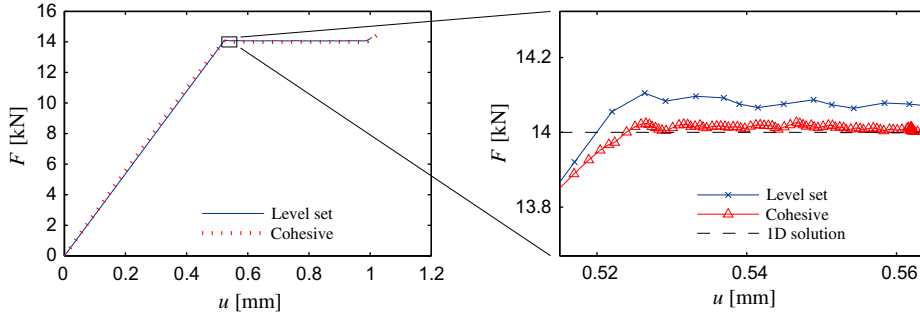 16
14
12
10
8
6
4
2
0
F [kN]
0
0.2
0.4
0.6
0.8
1
1.2
u [mm]
Level set
Cohesive
14.2
14
13.8
F [kN]
0.52
0.54
0.56
u [mm]
Level set
Cohesive
1D solution